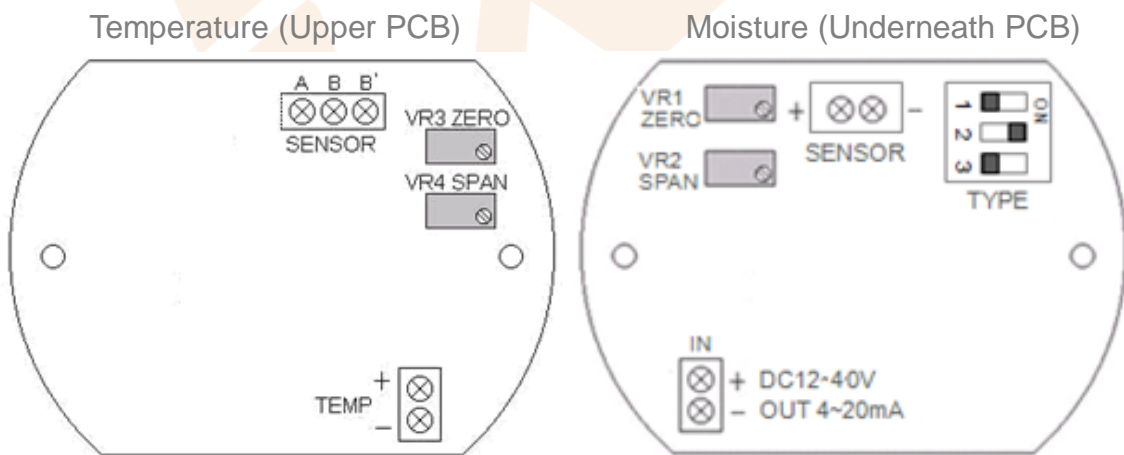 Temperature (Upper PCB)
A B B'
SENSOR
VR3 ZERO
VR4 SPAN
TEMP
+
−
Moisture (Underneath PCB)
VR1
ZERO
VR2
SPAN
+ −
SENSOR
1
2
3
ON
TYPE
IN
+ DC12~40V
− OUT 4~20mA